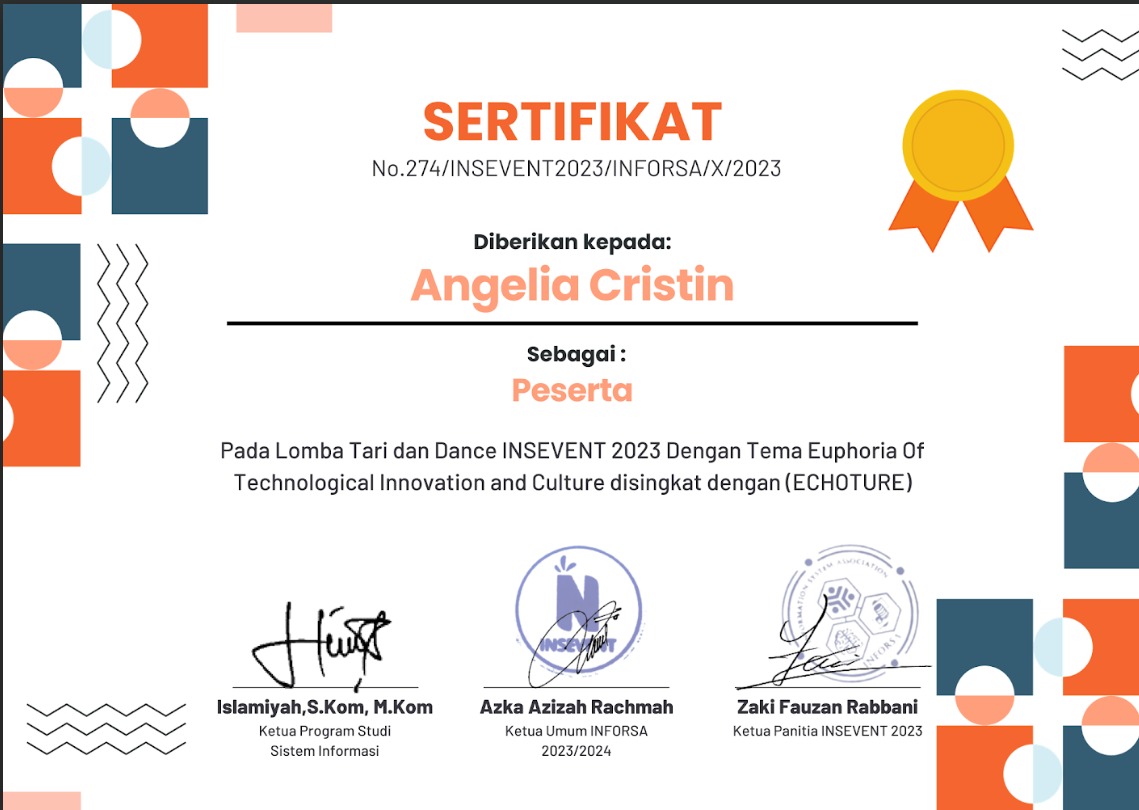 SERTIFIKAT
No.274/INSEVENT2023/INFORSA/X/2023
Diberikan kepada:
Angelia Cristin
Sebagai :
Peserta
Pada Lomba Tari dan Dance INSEVENT 2023 Dengan Tema Euphoria Of
Technological Innovation and Culture disingkat dengan (ECHOTURE)
N
INSEVENT
INFORMATION SYSTEM ASSOCIATION
INFORSA
Islamiyah,S.Kom, M.Kom
Ketua Program Studi
Sistem Informasi
Azka Azizah Rachmah
Ketua Umum INFORSA
2023/2024
Zaki Fauzan Rabbani
Ketua Panitia INSEVENT 2023